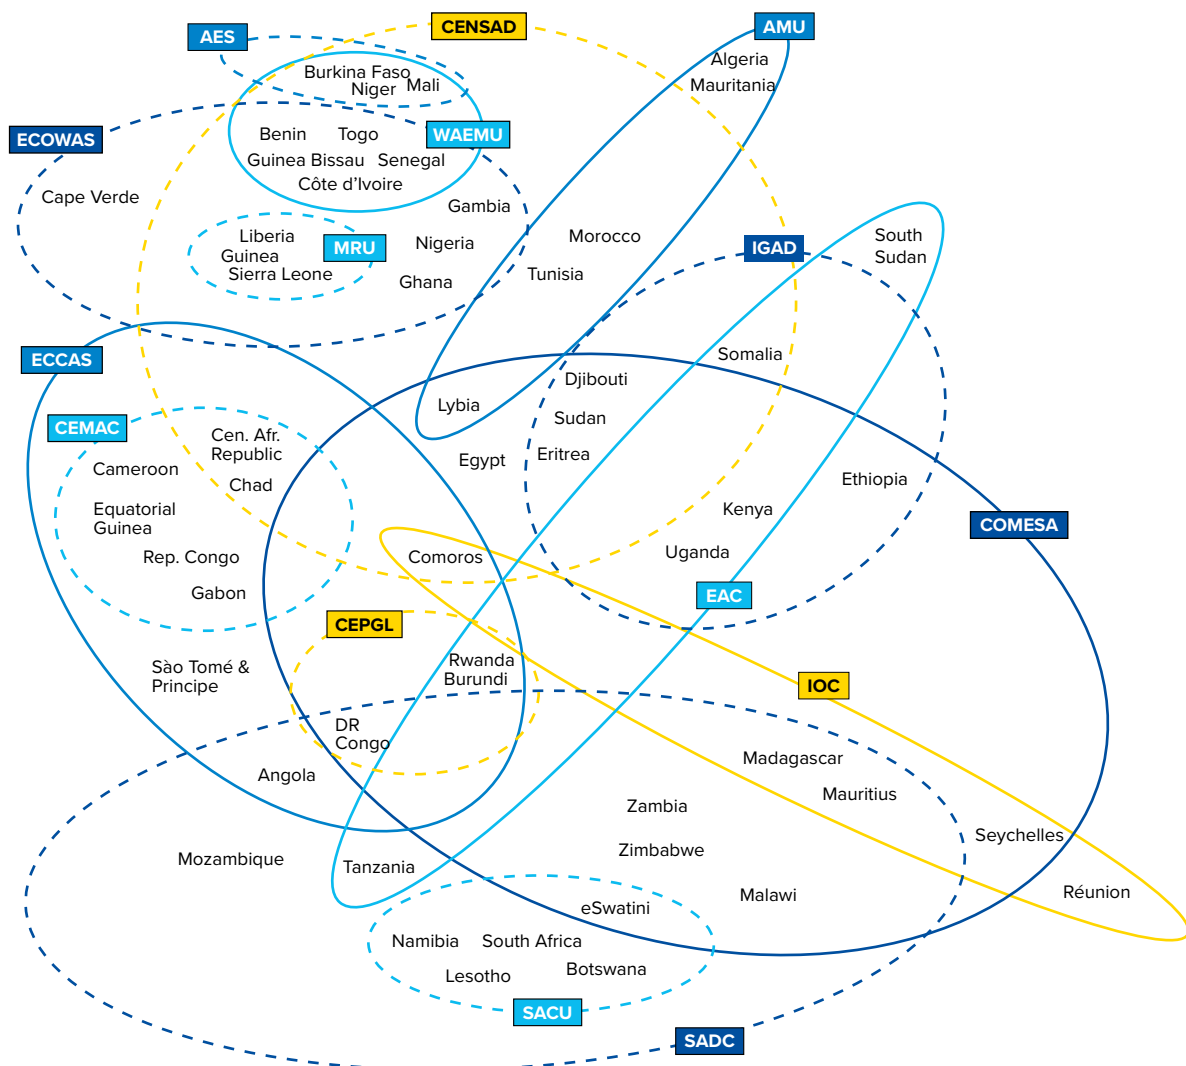 CENSAD
AMU
AES
Algeria
Burkina Faso
Niger
Mali
Mauritania
ECOWAS
WAEMU
Benin
Togo
Guinea Bissau
Senegal
Côte d’Ivoire
Cape Verde
Gambia
Liberia
Guinea
Sierra Leone
MRU
Nigeria
Ghana
Morocco
Tunisia
IGAD
South
Sudan
ECCAS
Somalia
Djibouti
Lybia
Sudan
CEMAC
Cen. Afr.
Republic
Cameroon
Chad
Egypt
Eritrea
Ethiopia
Equatorial
Guinea
Kenya
COMESA
Rep. Congo
Comoros
Uganda
Gabon
EAC
CEPGL
Sào Tomé &
Principe
Rwanda
Burundi
IOC
DR
Congo
Angola
Madagascar
Mauritius
Zambia
Seychelles
Mozambique
Tanzania
Zimbabwe
Malawi
Réunion
eSwatini
Namibia
South Africa
Lesotho
Botswana
SACU
SADC